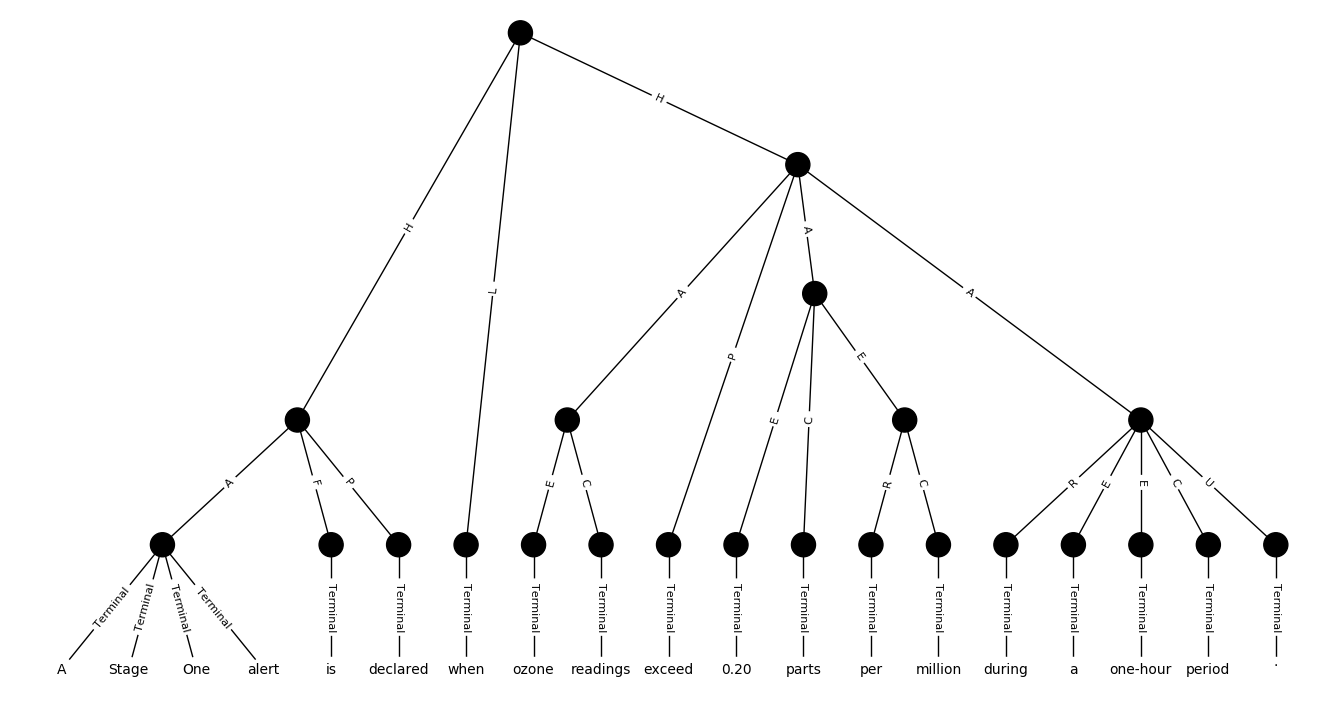 H
H
A
L
A
A
P
E
A
E
C
A
F
P
E
C
R
C
R
E
E
C
U
Terminal Terminal Terminal Terminal Terminal Terminal Terminal Terminal Terminal Terminal Terminal Terminal Terminal Terminal Terminal Terminal Terminal Terminal Terminal
A Stage One alert is declared when ozone readings exceed 0.20 parts per million during a one-hour period .